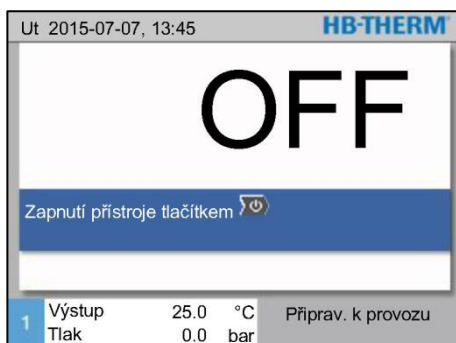 Ut 2015-07-07, 13:45 HB-THERM
OFF
Zapnutí přístroje tlačítkem
1
Výstup 25.0 °C Připrav. k provozu
Tlak 0.0 bar